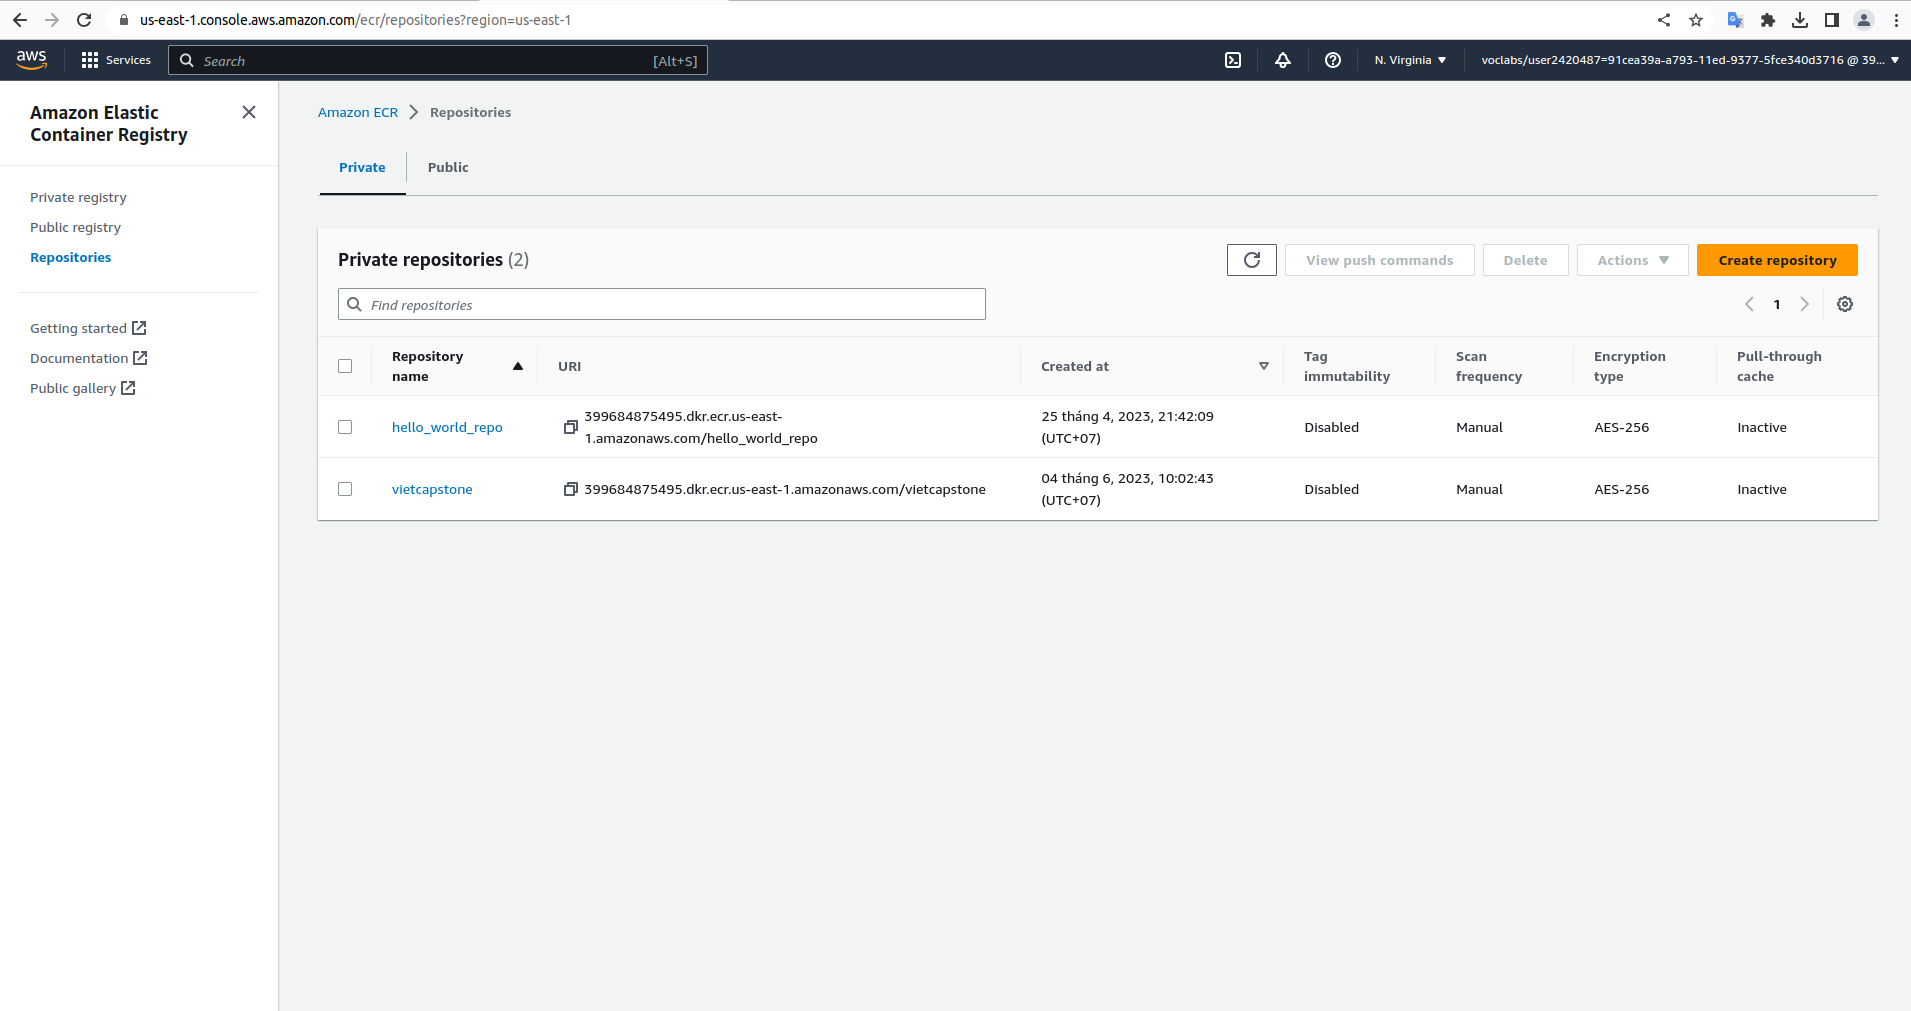 us-east-1.console.aws.amazon.com/ecr/repositories?region=us-east-1
aws
Services
Search
[Alt+S]
N. Virginia
voclabs/user2420487=91cea39a-a793-11ed-9377-5fce340d3716 @ 39...
Amazon Elastic
Container Registry
Private registry
Public registry
Repositories
Getting started
Documentation
Public gallery
Amazon ECR
Repositories
Private
Public
Private repositories (2)
View push commands
Delete
Actions
Create repository
Find repositories
1
Repository
name
URI
Created at
Tag
immutability
Scan
frequency
Encryption
type
Pull-through
cache
hello_world_repo
399684875495.dkr.ecr.us-east-
1.amazonaws.com/hello_world_repo
25 tháng 4, 2023, 21:42:09
(UTC+07)
Disabled
Manual
AES-256
Inactive
vietcapstone
399684875495.dkr.ecr.us-east-1.amazonaws.com/vietcapstone
04 tháng 6, 2023, 10:02:43
(UTC+07)
Disabled
Manual
AES-256
Inactive